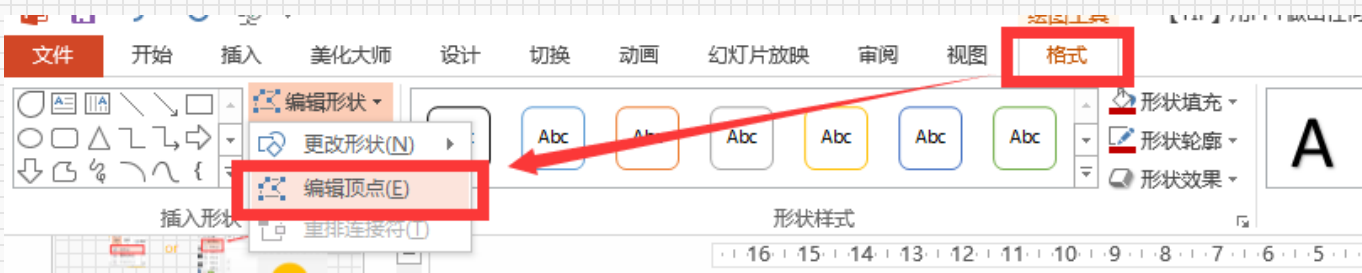 绘图工具
文件 开始 插入 美化大师 设计 切换 动画 幻灯片放映 审阅 视图 格式
编辑形状
更改形状(N)
编辑顶点(E)
重排连接符(T)
Abc Abc Abc Abc Abc Abc
形状填充
形状轮廓
形状效果
A
插入形状 形状样式
16 15 14 13 12 11 10 9 8 7 6 5